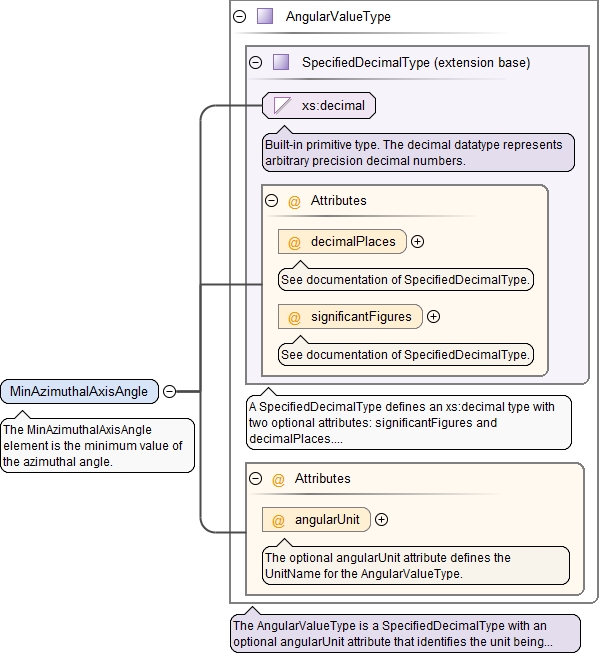 AngularValueType
SpecifiedDecimalType (extension base)
xs:decimal
Built-in primitive type. The decimal datatype represents
arbitrary precision decimal numbers.
@ Attributes
@ decimalPlaces
See documentation of SpecifiedDecimalType.
@ significantFigures
See documentation of SpecifiedDecimalType.
MinAzimuthalAxisAngle
The MinAzimuthalAxisAngle
element is the minimum value of
the azimuthal angle.
A SpecifiedDecimalType defines an xs:decimal type with
two optional attributes: significantFigures and
decimalPlaces....
@ Attributes
@ angularUnit
The optional angularUnit attribute defines the
UnitName for the AngularValueType.
The AngularValueType is a SpecifiedDecimalType with an
optional angularUnit attribute that identifies the unit being...